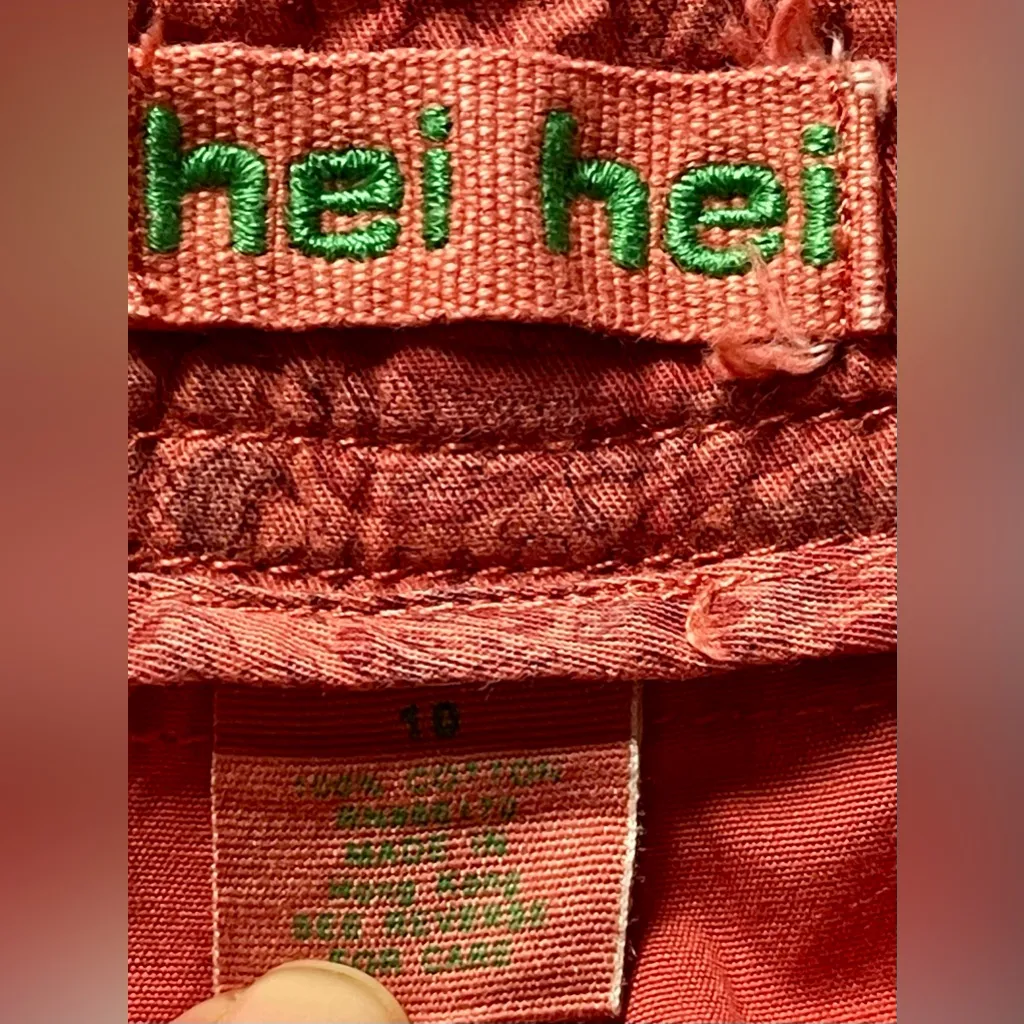 hei hei
10
100% COTTON
MADE IN
Hong Kong
SEE REVERSE
FOR CARE